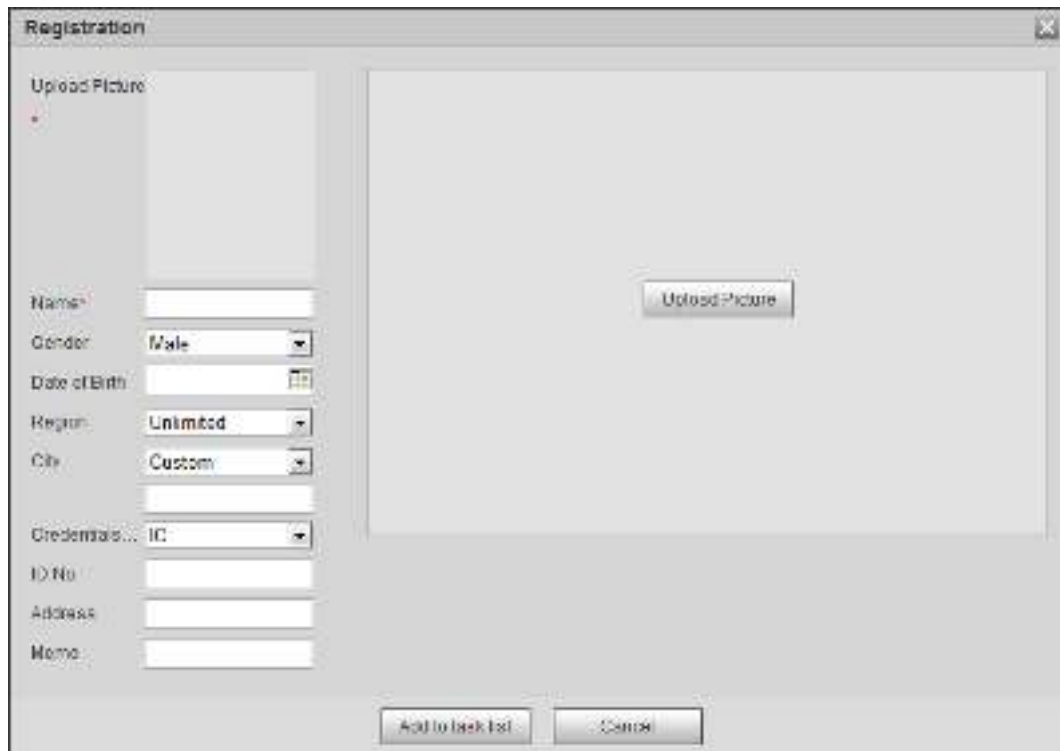 Registration
Upload Picture
*
Upload Picture
Name*
Gender Male
Date of Birth
Region Unlimited
City Custom
Credentials... IC
ID No
Address
Memo
Add to task list Cancel